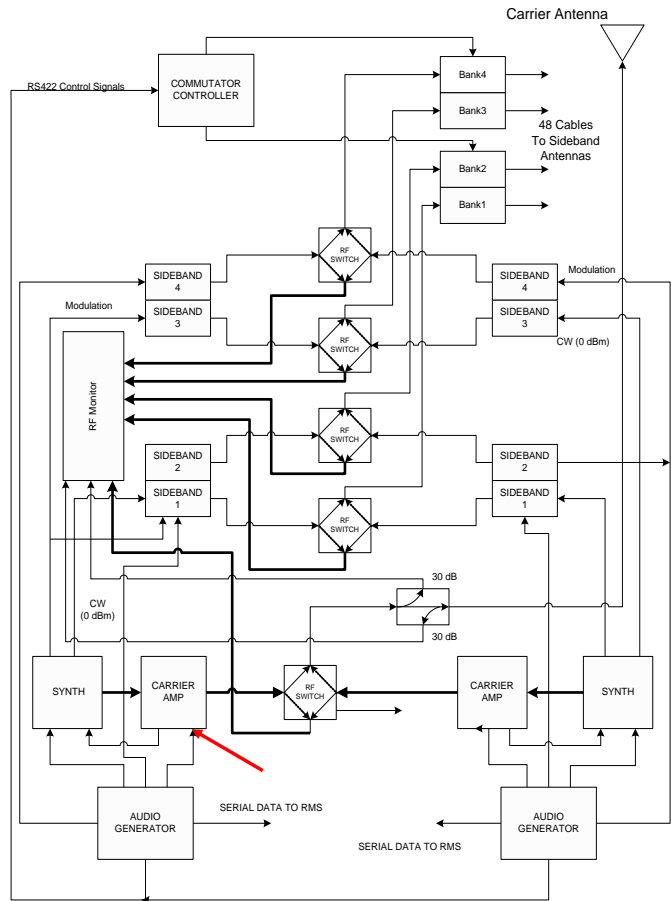 Carrier Antenna
RS422 Control Signals
COMMUTATOR
CONTROLLER
Bank4
Bank3
48 Cables
To Sideband
Antennas
Bank2
Bank1
RF
SWITCH
SIDEBAND
4
SIDEBAND
4
Modulation
Modulation
SIDEBAND
3
SIDEBAND
3
RF
SWITCH
CW (0 dBm)
RF Monitor
RF
SWITCH
SIDEBAND
2
SIDEBAND
2
SIDEBAND
1
SIDEBAND
1
RF
SWITCH
30 dB
CW
(0 dBm)
30 dB
SYNTH
CARRIER
AMP
RF
SWITCH
CARRIER
AMP
SYNTH
SERIAL DATA TO RMS
AUDIO
GENERATOR
AUDIO
GENERATOR
SERIAL DATA TO RMS